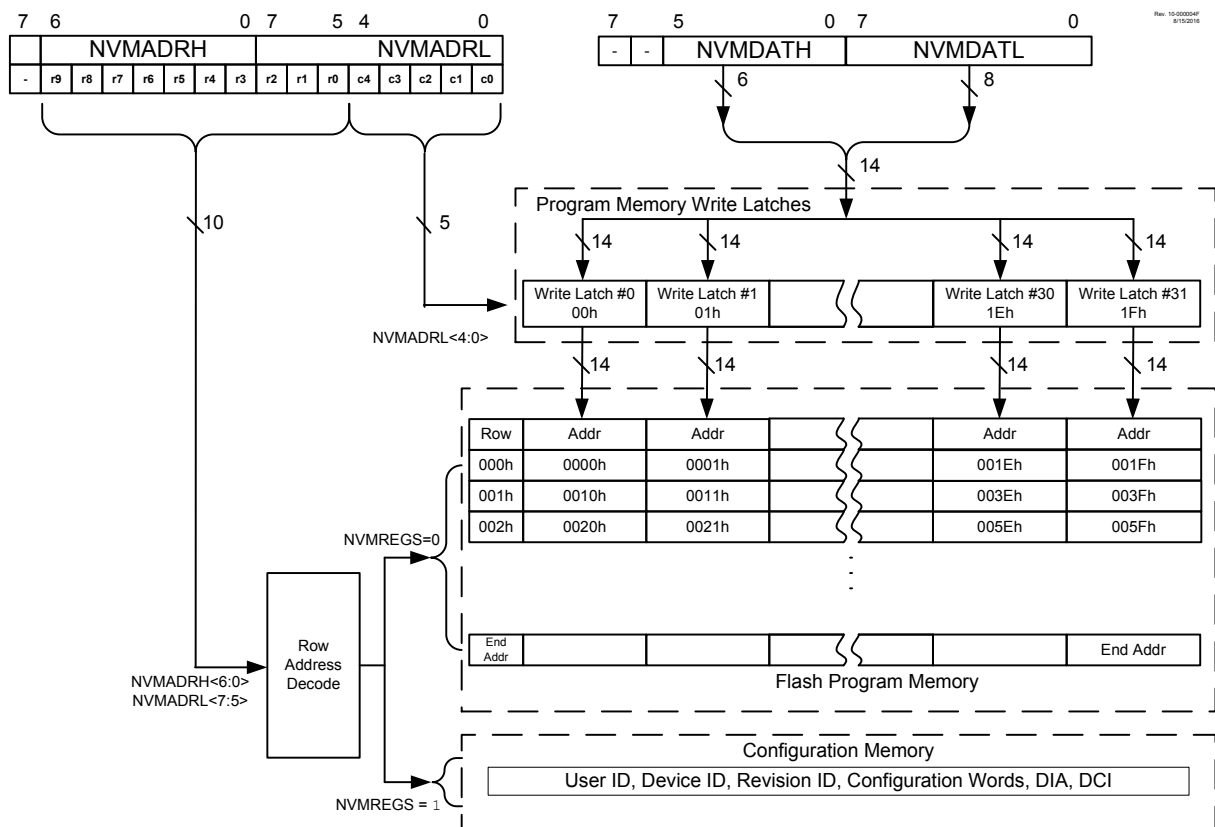 Rev. 10-000004F
8/15/2016
7 6 0 7 5 4 0
NVMADRH NVMADRL
- r9 r8 r7 r6 r5 r4 r3 r2 r1 r0 c4 c3 c2 c1 c0
7 5 0 7 0
- - NVMDATH NVMDATL
6 8
14
10
5
Program Memory Write Latches
14 14 14 14
Write Latch #0 Write Latch #1 Write Latch #30 Write Latch #31
00h 01h 1Eh 1Fh
NVMADRL<4:0>
14 14 14 14
Row Addr Addr Addr Addr
000h 0000h 0001h 001Eh 001Fh
001h 0010h 0011h 003Eh 003Fh
002h 0020h 0021h 005Eh 005Fh
NVMREGS=0
End
Addr
End Addr
Flash Program Memory
Row
Address
Decode
NVMADRH<6:0>
NVMADRL<7:5>
Configuration Memory
User ID, Device ID, Revision ID, Configuration Words, DIA, DCI
NVMREGS = 1